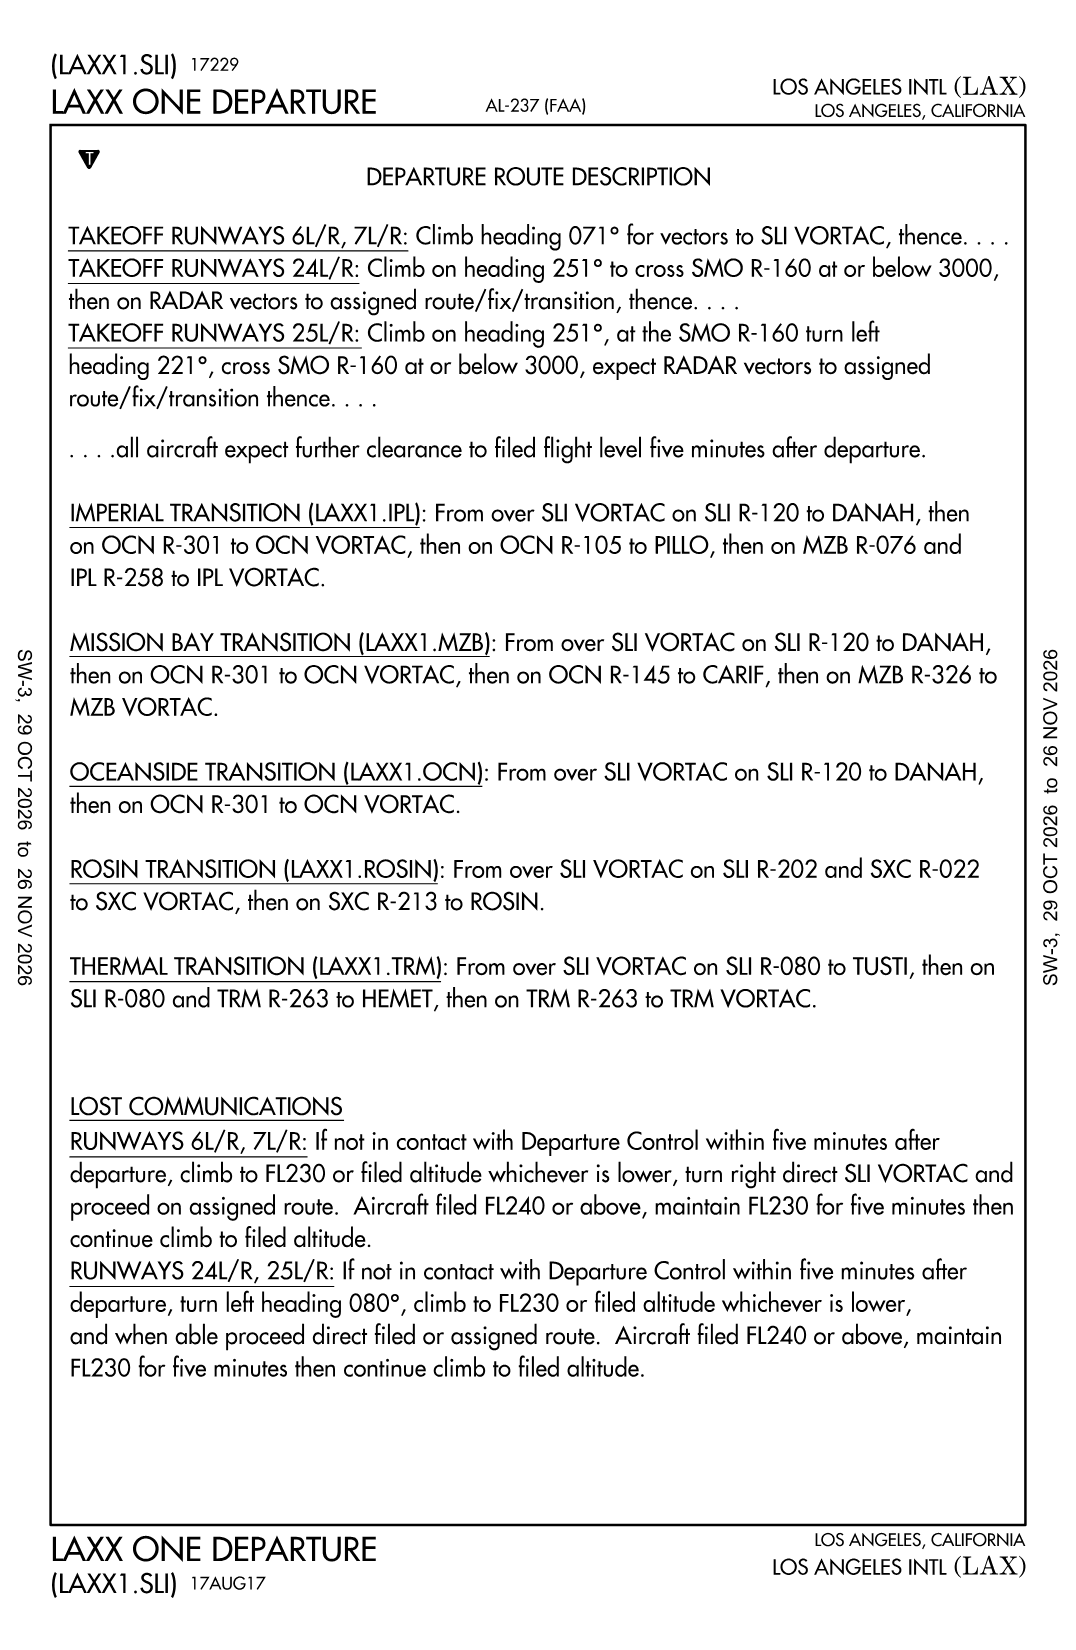 (LAXX1.SLI) 17229
LAXX ONE DEPARTURE
AL-237 (FAA)
LOS ANGELES INTL (LAX)
LOS ANGELES, CALIFORNIA
T
DEPARTURE ROUTE DESCRIPTION
TAKEOFF RUNWAYS 6L/R, 7L/R: Climb heading 071° for vectors to SLI VORTAC, thence. . . .
TAKEOFF RUNWAYS 24L/R: Climb on heading 251° to cross SMO R-160 at or below 3000,
then on RADAR vectors to assigned route/fix/transition, thence. . . .
TAKEOFF RUNWAYS 25L/R: Climb on heading 251°, at the SMO R-160 turn left
heading 221°, cross SMO R-160 at or below 3000, expect RADAR vectors to assigned
route/fix/transition thence. . . .
. . . .all aircraft expect further clearance to filed flight level five minutes after departure.
IMPERIAL TRANSITION (LAXX1.IPL): From over SLI VORTAC on SLI R-120 to DANAH, then
on OCN R-301 to OCN VORTAC, then on OCN R-105 to PILLO, then on MZB R-076 and
IPL R-258 to IPL VORTAC.
MISSION BAY TRANSITION (LAXX1.MZB): From over SLI VORTAC on SLI R-120 to DANAH,
then on OCN R-301 to OCN VORTAC, then on OCN R-145 to CARIF, then on MZB R-326 to
MZB VORTAC.
OCEANSIDE TRANSITION (LAXX1.OCN): From over SLI VORTAC on SLI R-120 to DANAH,
then on OCN R-301 to OCN VORTAC.
ROSIN TRANSITION (LAXX1.ROSIN): From over SLI VORTAC on SLI R-202 and SXC R-022
to SXC VORTAC, then on SXC R-213 to ROSIN.
THERMAL TRANSITION (LAXX1.TRM): From over SLI VORTAC on SLI R-080 to TUSTI, then on
SLI R-080 and TRM R-263 to HEMET, then on TRM R-263 to TRM VORTAC.
LOST COMMUNICATIONS
RUNWAYS 6L/R, 7L/R: If not in contact with Departure Control within five minutes after
departure, climb to FL230 or filed altitude whichever is lower, turn right direct SLI VORTAC and
proceed on assigned route. Aircraft filed FL240 or above, maintain FL230 for five minutes then
continue climb to filed altitude.
RUNWAYS 24L/R, 25L/R: If not in contact with Departure Control within five minutes after
departure, turn left heading 080°, climb to FL230 or filed altitude whichever is lower,
and when able proceed direct filed or assigned route. Aircraft filed FL240 or above, maintain
FL230 for five minutes then continue climb to filed altitude.
SW-3, 29 OCT 2026 to 26 NOV 2026
SW-3, 29 OCT 2026 to 26 NOV 2026
LAXX ONE DEPARTURE
(LAXX1.SLI) 17AUG17
LOS ANGELES, CALIFORNIA
LOS ANGELES INTL (LAX)